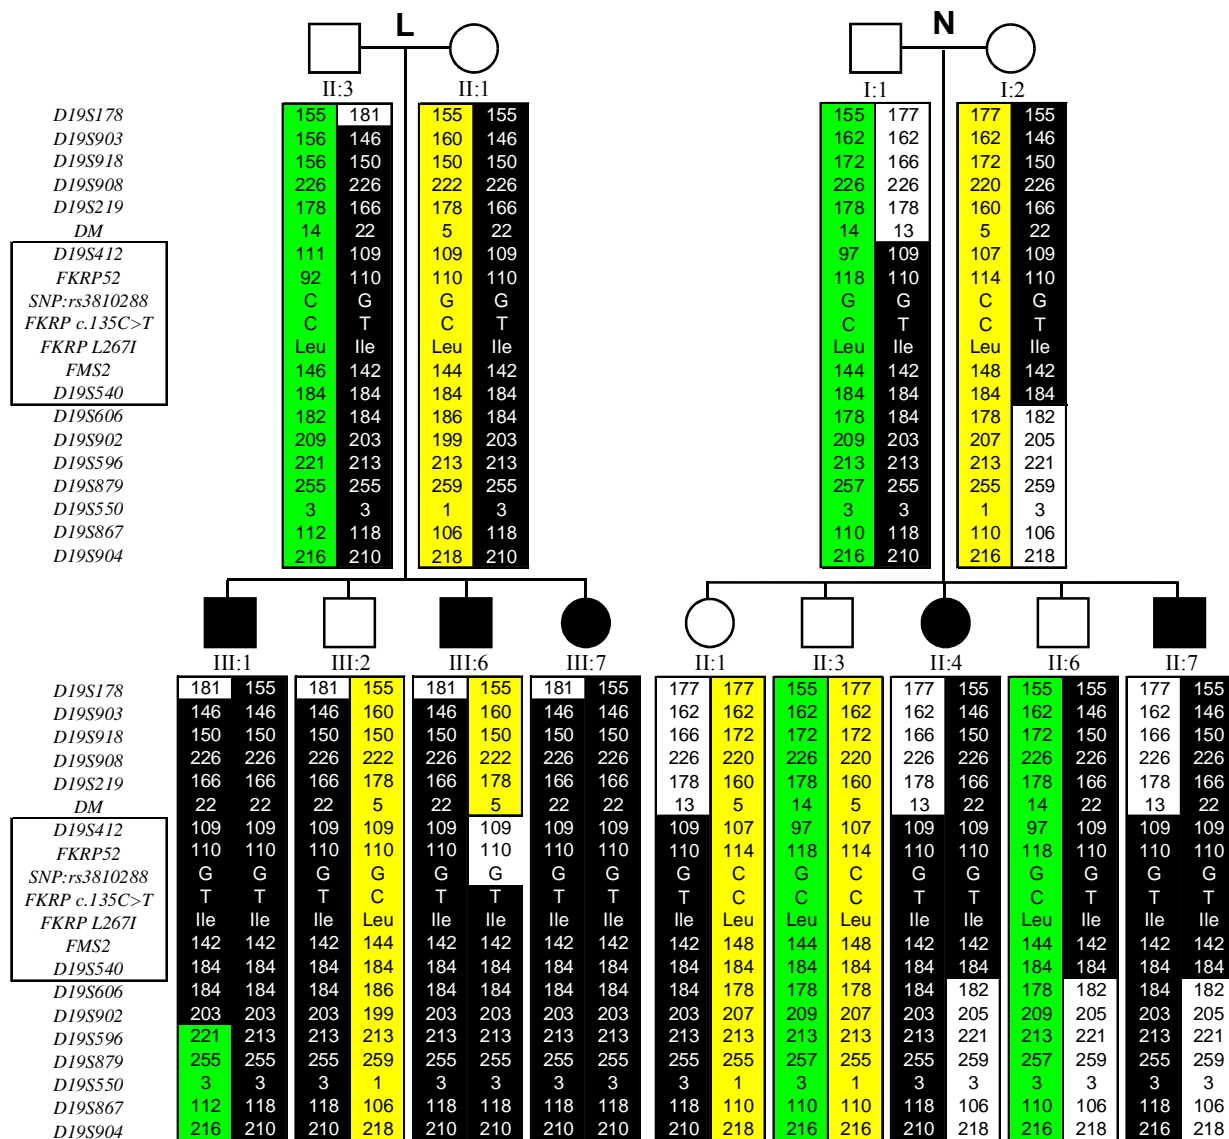 L N
II:3 II:1 I:1 I:2
D19S178 155 181 155 155 155 177 177 155
D19S903 156 146 160 146 162 162 162 146
D19S918 156 150 150 150 172 166 172 150
D19S908 226 226 222 226 226 226 220 226
D19S219 178 166 178 166 178 178 160 166
DM 14 22 5 22 14 13 5 22
D19S412 111 109 109 109 97 109 107 109
FKRP52 92 110 110 110 118 110 114 110
SNP:rs3810288 C G G G G G C G
FKRP c.135C>T C T C T C T C T
FKRP L267I Leu Ile Leu Ile Leu Ile Leu Ile
FMS2 146 142 144 142 144 142 148 142
D19S540 184 184 184 184 184 184 184 184
D19S606 182 184 186 184 178 184 178 182
D19S902 209 203 199 203 209 203 207 205
D19S596 221 213 213 213 213 213 213 221
D19S879 255 255 259 255 257 255 255 259
D19S550 3 3 1 3 3 3 1 3
D19S867 112 118 106 118 110 118 110 106
D19S904 216 210 218 210 216 210 216 218
III:1 III:2 III:6 III:7 II:1 II:3 II:4 II:6 II:7
D19S178 181 155 181 155 181 155 181 155 177 177 155 177 177 155 155 155 177 155
D19S903 146 146 146 160 146 160 146 146 162 162 162 162 162 146 162 146 162 146
D19S918 150 150 150 150 150 150 150 150 166 172 172 172 166 150 172 150 166 150
D19S908 226 226 226 222 226 222 226 226 226 220 226 220 226 226 226 226 226 226
D19S219 166 166 166 178 166 178 166 166 178 160 178 160 178 166 178 166 178 166
DM 22 22 22 5 22 5 22 22 13 5 14 5 13 22 14 22 13 22
D19S412 109 109 109 109 109 109 109 109 109 107 97 107 109 109 97 109 109 109
FKRP52 110 110 110 110 110 110 110 110 110 114 118 114 110 110 118 110 110 110
SNP:rs3810288 G G G G G G G G G C G C G G G G G G
FKRP c.135C>T T T T C T T T T T C C C T T C T T T
FKRP L267I Ile Ile Ile Leu Ile Ile Ile Ile Ile Leu Leu Leu Ile Ile Leu Ile Ile Ile
FMS2 142 142 142 144 142 142 142 142 142 148 144 148 142 142 144 142 142 142
D19S540 184 184 184 184 184 184 184 184 184 184 184 184 184 184 184 184 184 184
D19S606 184 184 184 186 184 184 184 184 184 178 178 178 184 182 178 182 184 182
D19S902 203 203 203 199 203 203 203 203 203 207 209 207 203 205 209 205 203 205
D19S596 221 213 213 213 213 213 213 213 213 213 213 213 213 221 213 221 213 221
D19S879 255 255 255 259 255 255 255 255 255 255 257 255 255 259 257 259 255 259
D19S550 3 3 3 1 3 3 3 3 3 1 3 1 3 3 3 3 3 3
D19S867 112 118 118 106 118 118 118 118 118 110 110 110 118 106 110 106 118 106
D19S904 216 210 210 218 210 210 210 210 210 218 216 216 210 218 216 218 216 218